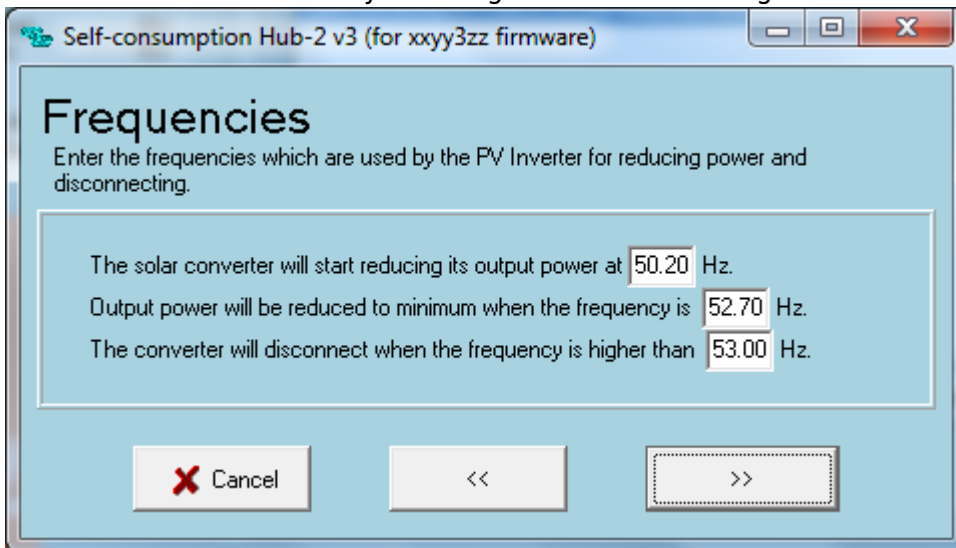 Self-consumption Hub-2 v3 (for xxyy3zz firmware)
Frequencies
Enter the frequencies which are used by the PV Inverter for reducing power and
disconnecting.
The solar converter will start reducing its output power at 50.20 Hz.
Output power will be reduced to minimum when the frequency is 52.70 Hz.
The converter will disconnect when the frequency is higher than 53.00 Hz.
Cancel << >>